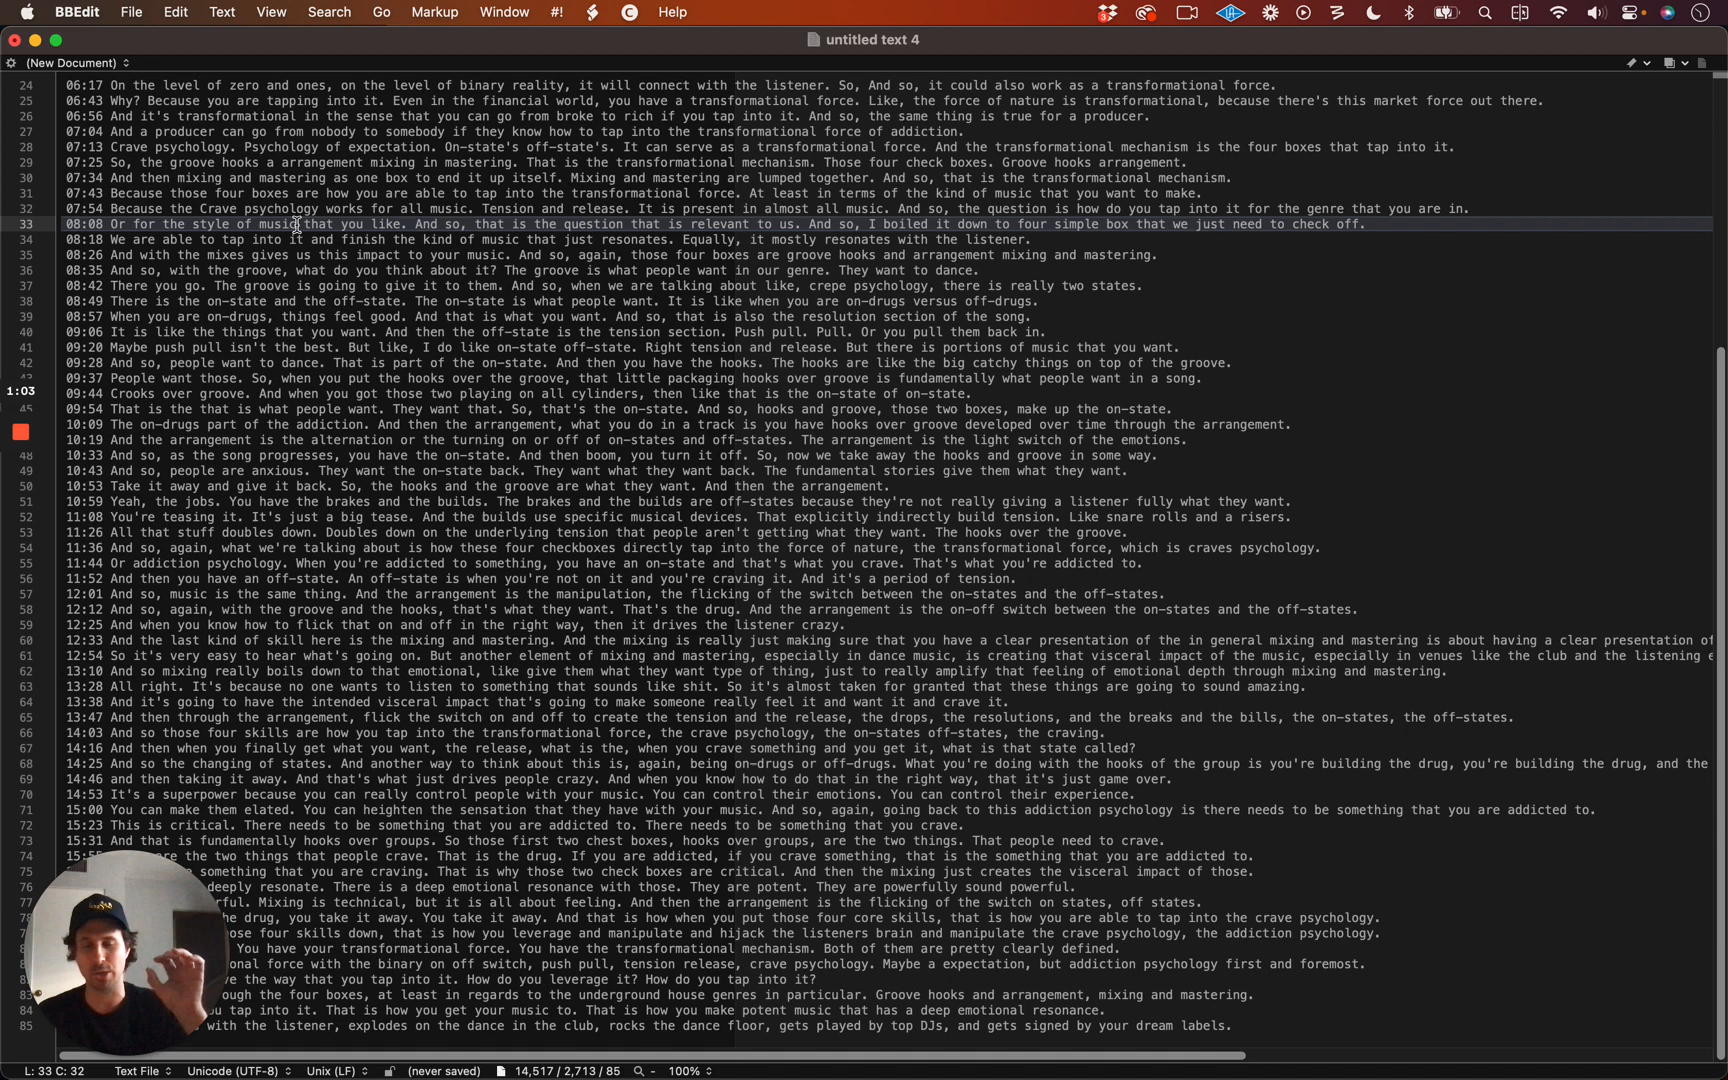 BBEdit File Edit Text View Search Go Markup Window #! Help
untitled text 4
(New Document)
24 06:17 On the level of zero and ones, on the level of binary reality, it will connect with the listener. So, And so, it could also work as a transformational force.
25 06:43 Why? Because you are tapping into it. Even in the financial world, you have a transformational force. Like, the force of nature is transformational, because there's this market force out there.
26 06:56 And it's transformational in the sense that you can go from broke to rich if you tap into it. And so, the same thing is true for a producer.
27 07:04 And a producer can go from nobody to somebody if they know how to tap into the transformational force of addiction.
28 07:13 Crave psychology. Psychology of expectation. On-state's off-state's. It can serve as a transformational force. And the transformational mechanism is the four boxes that tap into it.
29 07:25 So, the groove hooks a arrangement mixing in mastering. That is the transformational mechanism. Those four check boxes. Groove hooks arrangement.
30 07:34 And then mixing and mastering as one box to end it up itself. Mixing and mastering are lumped together. And so, that is the transformational mechanism.
31 07:43 Because those four boxes are how you are able to tap into the transformational force. At least in terms of the kind of music that you want to make.
32 07:54 Because the Crave psychology works for all music. Tension and release. It is present in almost all music. And so, the question is how do you tap into it for the genre that you are in.
33 08:08 Or for the style of music that you like. And so, that is the question that is relevant to us. And so, I boiled it down to four simple box that we just need to check off.
34 08:18 We are able to tap into it and finish the kind of music that just resonates. Equally, it mostly resonates with the listener.
35 08:26 And with the mixes gives us this impact to your music. And so, again, those four boxes are groove hooks and arrangement mixing and mastering.
36 08:35 And so, with the groove, what do you think about it? The groove is what people want in our genre. They want to dance.
37 08:42 There you go. The groove is going to give it to them. And so, when we are talking about like, crepe psychology, there is really two states.
38 08:49 There is the on-state and the off-state. The on-state is what people want. It is like when you are on-drugs versus off-drugs.
39 08:57 When you are on-drugs, things feel good. And that is what you want. And so, that is also the resolution section of the song.
40 09:06 It is like the things that you want. And then the off-state is the tension section. Push pull. Pull. Or you pull them back in.
41 09:20 Maybe push pull isn't the best. But like, I do like on-state off-state. Right tension and release. But there is portions of music that you want.
42 09:28 And so, people want to dance. That is part of the on-state. And then you have the hooks. The hooks are like the big catchy things on top of the groove.
09:37 People want those. So, when you put the hooks over the groove, that little packaging hooks over groove is fundamentally what people want in a song.
1:03
09:44 Crooks over groove. And when you got those two playing on all cylinders, then like that is the on-state of on-state.
45 09:54 That is the that is what people want. They want that. So, that's the on-state. And so, hooks and groove, those two boxes, make up the on-state.
10:09 The on-drugs part of the addiction. And then the arrangement, what you do in a track is you have hooks over groove developed over time through the arrangement.
10:19 And the arrangement is the alternation or the turning on or off of on-states and off-states. The arrangement is the light switch of the emotions.
48 10:33 And so, as the song progresses, you have the on-state. And then boom, you turn it off. So, now we take away the hooks and groove in some way.
49 10:43 And so, people are anxious. They want the on-state back. They want what they want back. The fundamental stories give them what they want.
50 10:53 Take it away and give it back. So, the hooks and the groove are what they want. And then the arrangement.
51 10:59 Yeah, the jobs. You have the brakes and the builds. The brakes and the builds are off-states because they're not really giving a listener fully what they want.
52 11:08 You're teasing it. It's just a big tease. And the builds use specific musical devices. That explicitly indirectly build tension. Like snare rolls and a risers.
53 11:26 All that stuff doubles down. Doubles down on the underlying tension that people aren't getting what they want. The hooks over the groove.
54 11:36 And so, again, what we're talking about is how these four checkboxes directly tap into the force of nature, the transformational force, which is craves psychology.
55 11:44 Or addiction psychology. When you're addicted to something, you have an on-state and that's what you crave. That's what you're addicted to.
56 11:52 And then you have an off-state. An off-state is when you're not on it and you're craving it. And it's a period of tension.
57 12:01 And so, music is the same thing. And the arrangement is the manipulation, the flicking of the switch between the on-states and the off-states.
58 12:12 And so, again, with the groove and the hooks, that's what they want. That's the drug. And the arrangement is the on-off switch between the on-states and the off-states.
59 12:25 And when you know how to flick that on and off in the right way, then it drives the listener crazy.
60 12:33 And the last kind of skill here is the mixing and mastering. And the mixing is really just making sure that you have a clear presentation of the in general mixing and mastering is about having a clear presentation of
61 12:54 So it's very easy to hear what's going on. But another element of mixing and mastering, especially in dance music, is creating that visceral impact of the music, especially in venues like the club and the listening e
62 13:10 And so mixing really boils down to that emotional, like give them what they want type of thing, just to really amplify that feeling of emotional depth through mixing and mastering.
63 13:28 All right. It's because no one wants to listen to something that sounds like shit. So it's almost taken for granted that these things are going to sound amazing.
64 13:38 And it's going to have the intended visceral impact that's going to make someone really feel it and want it and crave it.
65 13:47 And then through the arrangement, flick the switch on and off to create the tension and the release, the drops, the resolutions, and the breaks and the bills, the on-states, the off-states.
66 14:03 And so those four skills are how you tap into the transformational force, the crave psychology, the on-states off-states, the craving.
67 14:16 And then when you finally get what you want, the release, what is the, when you crave something and you get it, what is that state called?
68 14:25 And so the changing of states. And another way to think about this is, again, being on-drugs or off-drugs. What you're doing with the hooks of the group is you're building the drug, you're building the drug, and the
69 14:46 and then taking it away. And that's what just drives people crazy. And when you know how to do that in the right way, that it's just game over.
70 14:53 It's a superpower because you can really control people with your music. You can control their emotions. You can control their experience.
71 15:00 You can make them elated. You can heighten the sensation that they have with your music. And so, again, going back to this addiction psychology is there needs to be something that you are addicted to.
72 15:23 This is critical. There needs to be something that you are addicted to. There needs to be something that you crave.
73 15:31 And that is fundamentally hooks over groups. So those first two chest boxes, hooks over groups, are the two things. That people need to crave.
74 the two things that people crave. That is the drug. If you are addicted, if you crave something, that is the something that you are addicted to.
75 something that you are craving. That is why those two check boxes are critical. And then the mixing just creates the visceral impact of those.
76 deeply resonate. There is a deep emotional resonance with those. They are potent. They are powerfully sound powerful.
77 Mixing is technical, but it is all about feeling. And then the arrangement is the flicking of the switch on states, off states.
the drug, you take it away. You take it away. And that is how when you put those four core skills, that is how you are able to tap into the crave psychology.
four skills down, that is how you leverage and manipulate and hijack the listeners brain and manipulate the crave psychology, the addiction psychology.
You have your transformational force. You have the transformational mechanism. Both of them are pretty clearly defined.
force with the binary on off switch, push pull, tension release, crave psychology. Maybe a expectation, but addiction psychology first and foremost.
the way that you tap into it. How do you leverage it? How do you tap into it?
the four boxes, at least in regards to the underground house genres in particular. Groove hooks and arrangement, mixing and mastering.
84 tap into it. That is how you get your music to. That is how you make potent music that has a deep emotional resonance.
85 with the listener, explodes on the dance in the club, rocks the dance floor, gets played by top DJs, and gets signed by your dream labels.
L: 33 C: 32 Text File Unicode (UTF-8) Unix (LF) (never saved) 14,517 / 2,713 / 85 100%